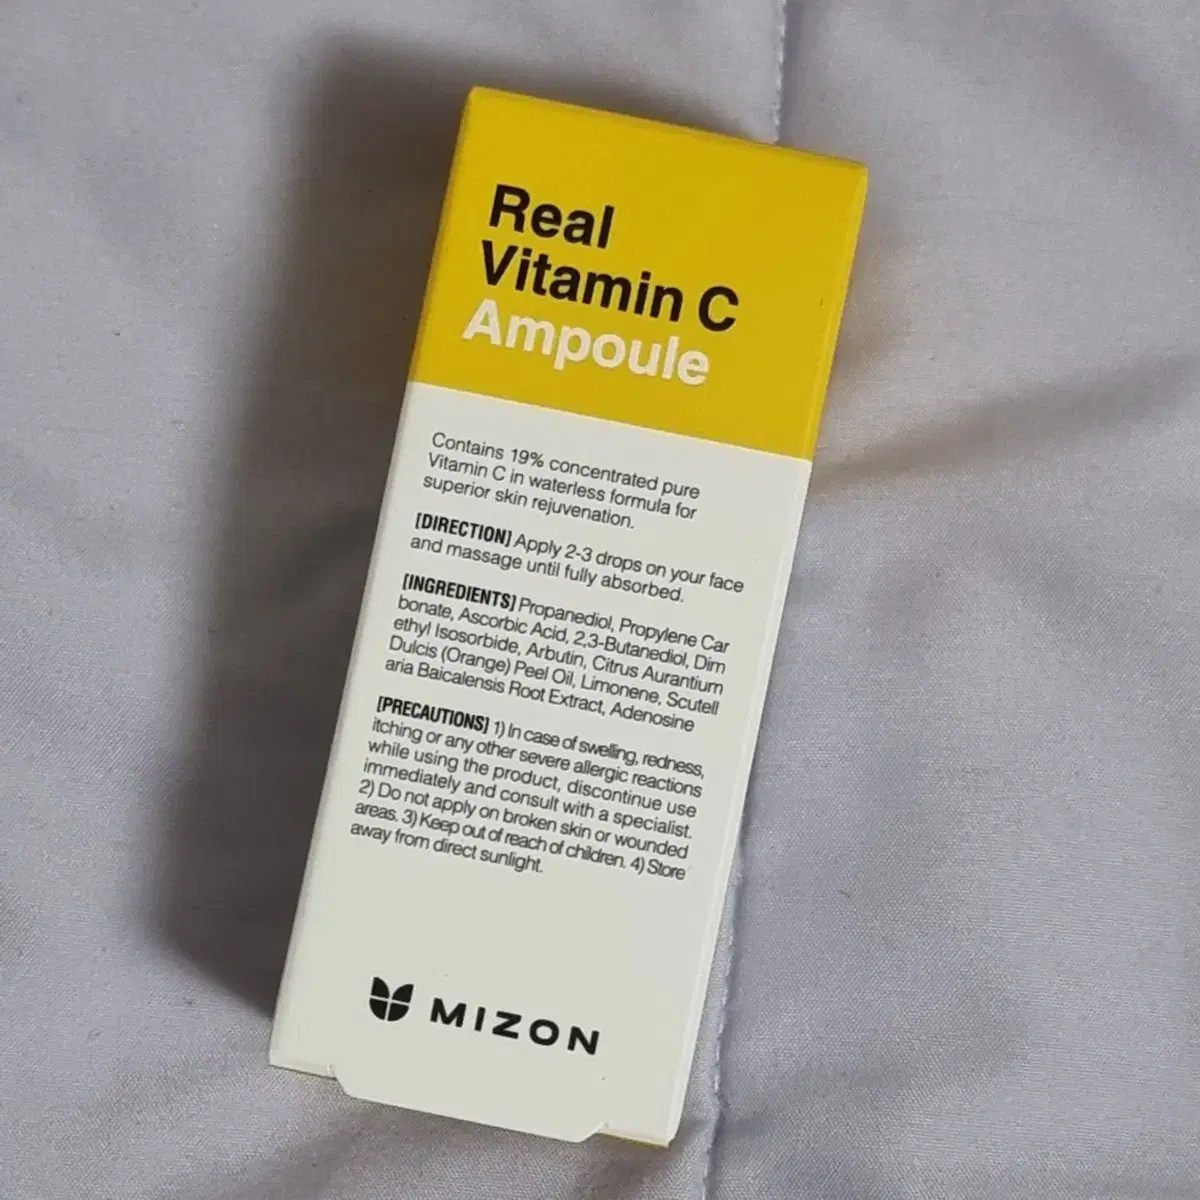 Real
Vitamin C
Ampoule
Contains 19% concentrated pure
Vitamin C in waterless formula for
superior skin rejuvenation.
[DIRECTION] Apply 2-3 drops on your face
and massage until fully absorbed.
[INGREDIENTS] Propanediol, Propylene Car
bonate, Ascorbic Acid, 2,3-Butanediol, Dim
ethyl Isosorbide, Arbutin, Citrus Aurantium
Dulcis (Orange) Peel Oil, Limonene, Scutell
aria Baicalensis Root Extract, Adenosine
[PRECAUTIONS] 1) In case of swelling, redness,
itching or any other severe allergic reactions
while using the product, discontinue use
immediately and consult with a specialist.
2) Do not apply on broken skin or wounded
areas. 3) Keep out of reach of children. 4) Store
away from direct sunlight.
MIZON